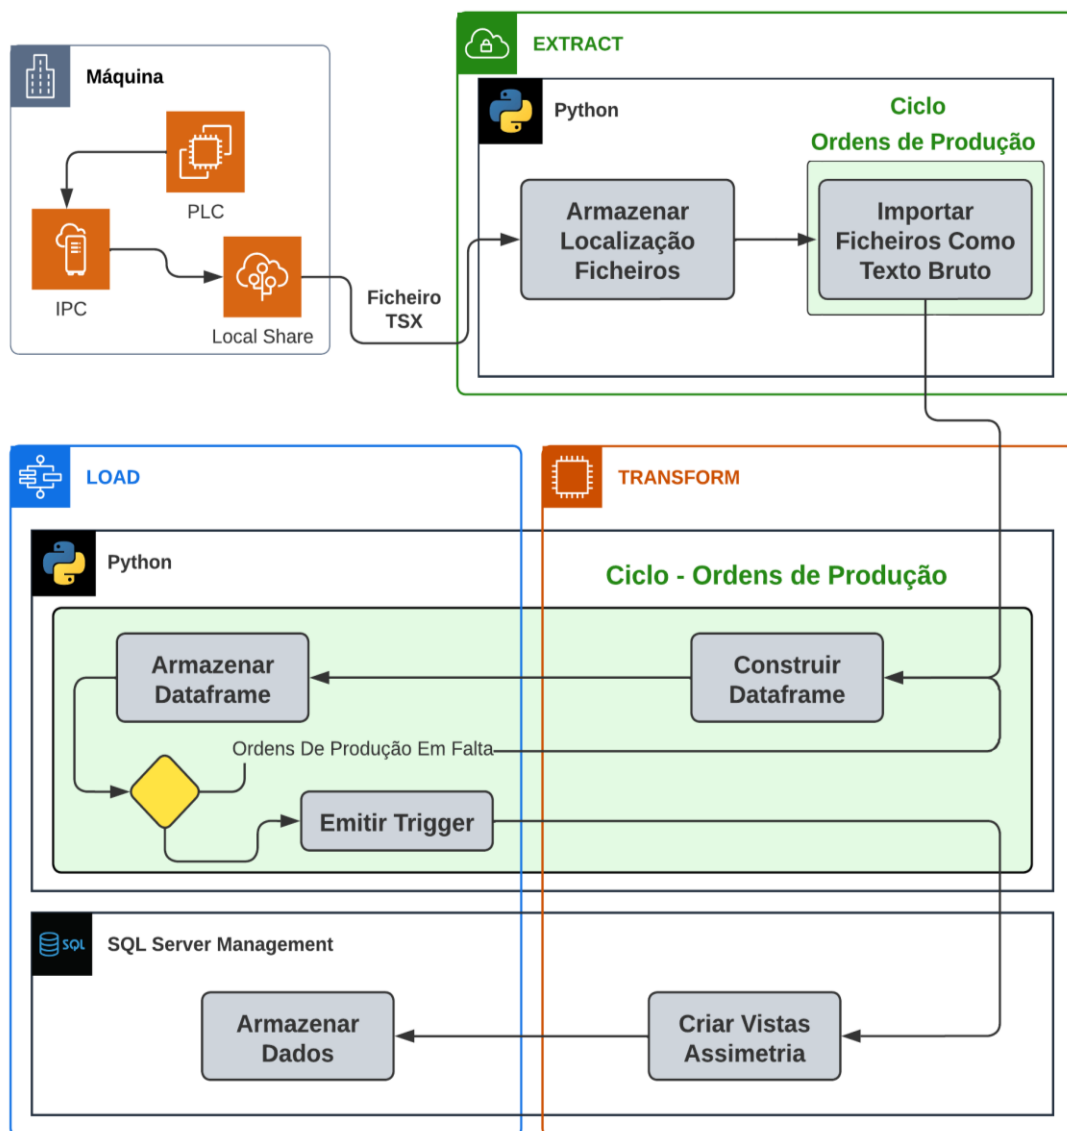 Máquina
PLC
IPC
Local Share
Ficheiro
TSX
EXTRACT
Python
Ciclo
Ordens de Produção
Armazenar
Localização
Ficheiros
Importar
Ficheiros Como
Texto Bruto
LOAD
TRANSFORM
Python
Ciclo - Ordens de Produção
Armazenar
Dataframe
Construir
Dataframe
Ordens De Produção Em Falta
Emitir Trigger
SQL
SQL Server Management
Armazenar
Dados
Criar Vistas
Assimetria